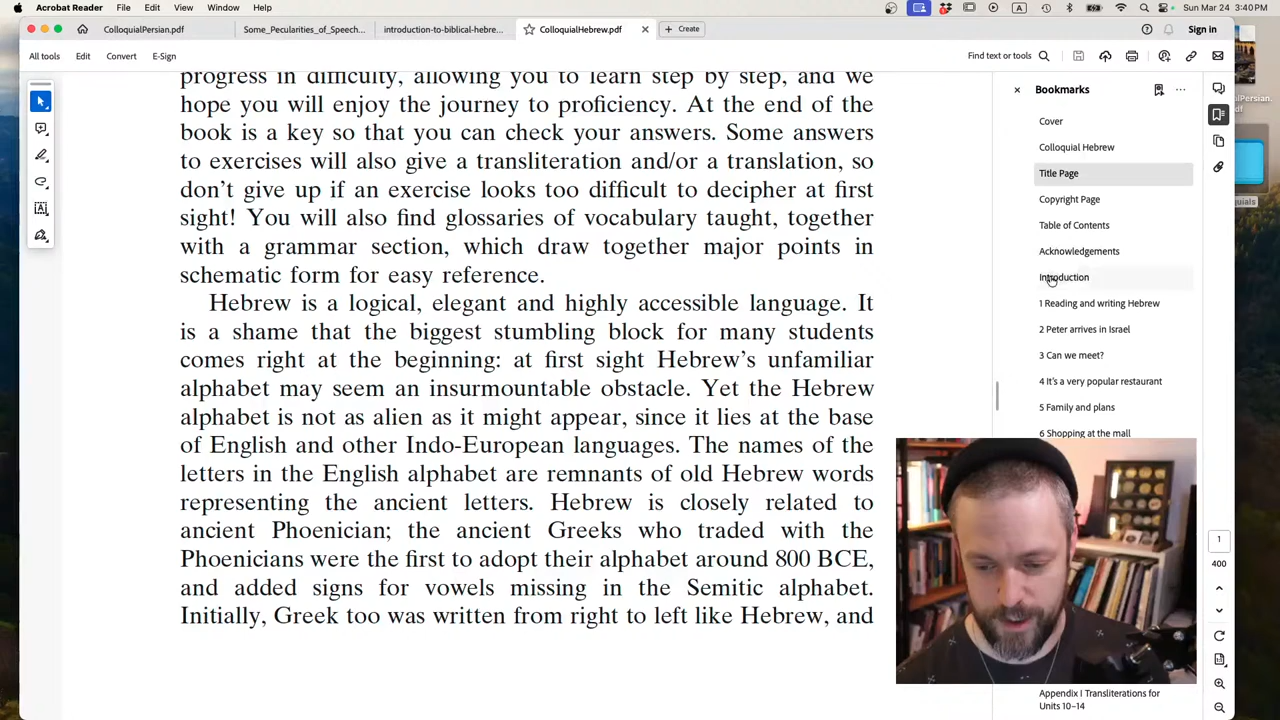 Acrobat Reader File Edit View Window Help Sun Mar 24 3:40PM
ColloquialPersian.pdf Some_Pecularities_of_Speech... introduction-to-biblical-hebre... ColloquialHebrew.pdf Create Sign in
All tools Edit Convert E-Sign Find text or tools
progress in difficulty, allowing you to learn step by step, and we
hope you will enjoy the journey to proficiency. At the end of the
book is a key so that you can check your answers. Some answers
to exercises will also give a transliteration and/or a translation, so
don't give up if an exercise looks too difficult to decipher at first
sight! You will also find glossaries of vocabulary taught, together
with a grammar section, which draw together major points in
schematic form for easy reference.
Hebrew is a logical, elegant and highly accessible language. It
is a shame that the biggest stumbling block for many students
comes right at the beginning: at first sight Hebrew's unfamiliar
alphabet may seem an insurmountable obstacle. Yet the Hebrew
alphabet is not as alien as it might appear, since it lies at the base
of English and other Indo-European languages. The names of the
letters in the English alphabet are remnants of old Hebrew words
representing the ancient letters. Hebrew is closely related to
ancient Phoenician; the ancient Greeks who traded with the
Phoenicians were the first to adopt their alphabet around 800 BCE,
and added signs for vowels missing in the Semitic alphabet.
Initially, Greek too was written from right to left like Hebrew, and
Bookmarks
Cover
Colloquial Hebrew
Title Page
Copyright Page
Table of Contents
Acknowledgements
Introduction
1 Reading and writing Hebrew
2 Peter arrives in Israel
3 Can we meet?
4 It's a very popular restaurant
5 Family and plans
6 Shopping at the mall
Appendix I Transliterations for
Units 10–14
1
400